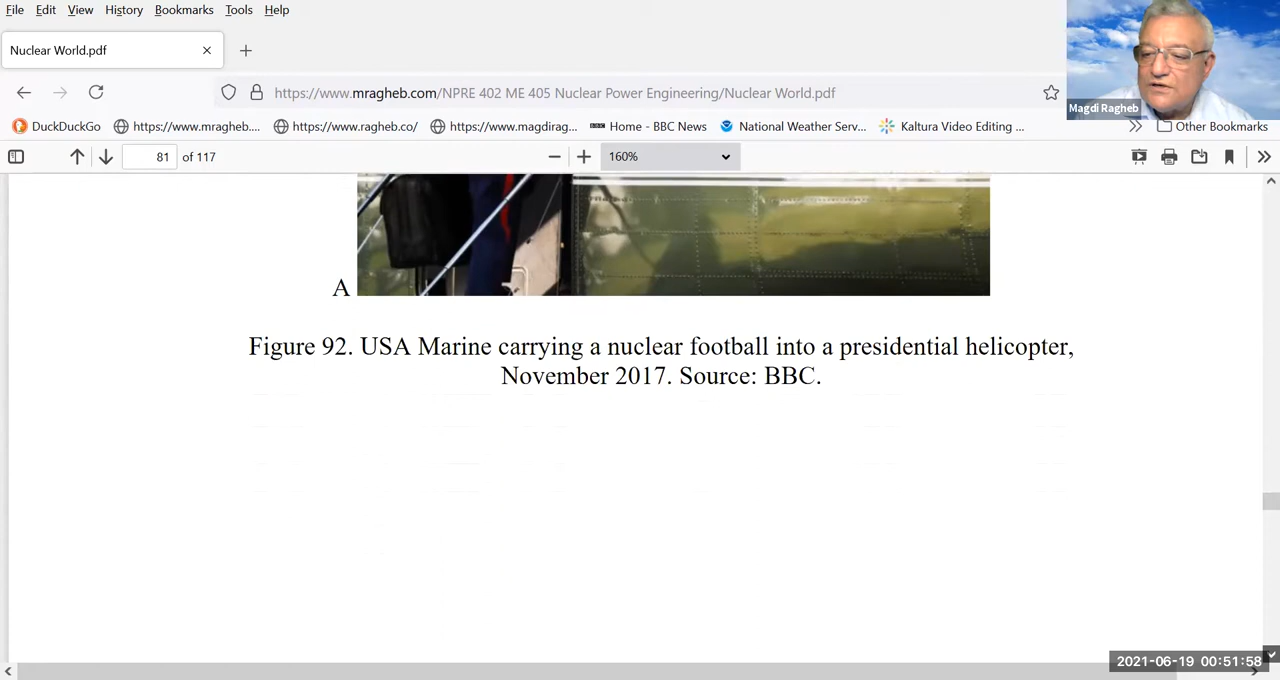 File Edit View History Bookmarks Tools Help
Nuclear World.pdf
https://www.mragheb.com/NPRE 402 ME 405 Nuclear Power Engineering/Nuclear World.pdf
Magdi Ragheb
DuckDuckGo https://www.mragheb.... https://www.ragheb.co/ https://www.magdirag... BBC Home - BBC News National Weather Serv... Kaltura Video Editing ... Other Bookmarks
81 of 117 160%
A
Figure 92. USA Marine carrying a nuclear football into a presidential helicopter,
November 2017. Source: BBC.
2021-06-19 00:51:58